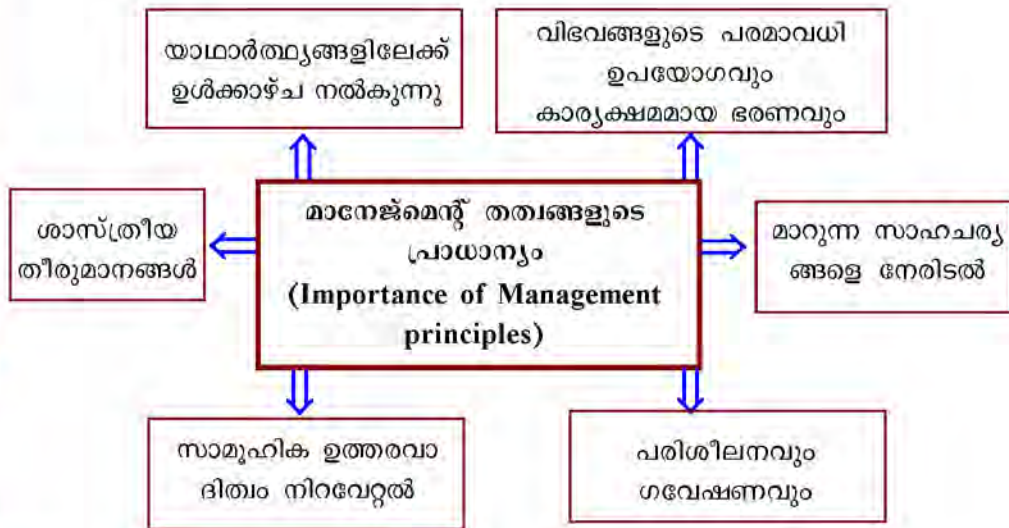 യാഥാർത്ഥ്യങ്ങളിലേക്ക്
ഉൾക്കാഴ്ച നൽകുന്നു
വിഭവങ്ങളുടെ പരമാവധി
ഉപയോഗവും
കാര്യക്ഷമമായ ഭരണവും
ശാസ്ത്രീയ
തീരുമാനങ്ങൾ
മാനേജ്മെന്റ് തത്വങ്ങളുടെ
പ്രാധാന്യം
(Importance of Management
principles)
മാറുന്ന സാഹചര്യ
ങ്ങളെ നേരിടൽ
സാമൂഹിക ഉത്തരവാ
ദിത്വം നിറവേറ്റൽ
പരിശീലനവും
ഗവേഷണവും